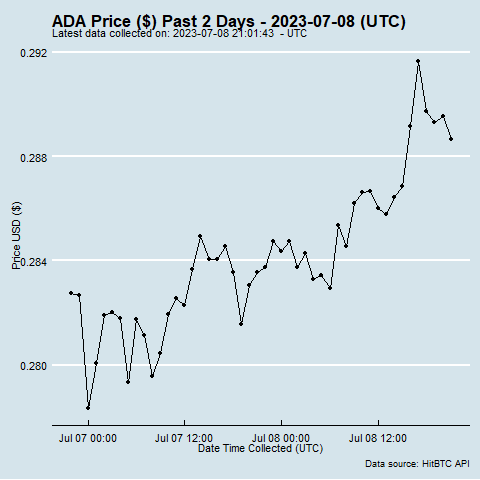 ADA Price ($) Past 2 Days - 2023-07-08 (UTC)
Latest data collected on: 2023-07-08 21:01:43 - UTC
0.292
0.288
0.284
0.280
Price USD ($)
Jul 07 00:00
Jul 07 12:00
Jul 08 00:00
Jul 08 12:00
Date Time Collected (UTC)
Data source: HitBTC API